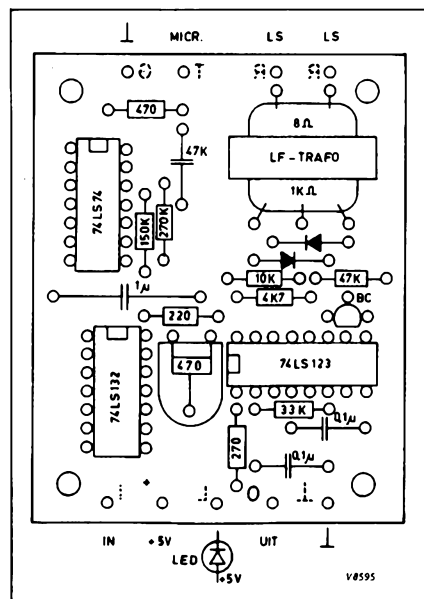 ⊥ MICR. LS LS
470
8Ω
47K
LF-TRAFO
74LS74
1KΩ
150K
270K
1μ
10K
47K
4K7
BC
220
470
74LS123
74LS132
33K
0,1μ
270
0,1μ
IN +5V UIT ⊥
LED
+5V
V8595